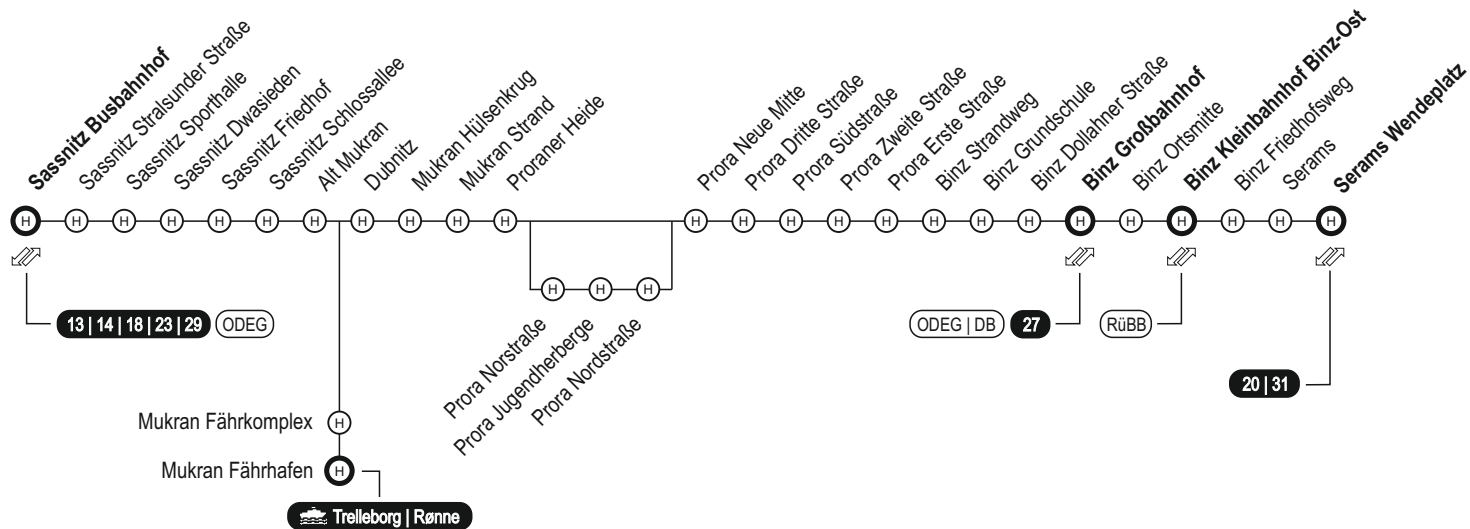 Sassnitz Busbahnhof
Sassnitz Stralsunder Straße
Sassnitz Sporthalle
Sassnitz Dwasieden
Sassnitz Friedhof
Sassnitz Schlossallee
Alt Mukran
Dubnitz
Mukran Hülsenkrug
Mukran Strand
Proraner Heide
Prora Neue Mitte
Prora Dritte Straße
Prora Südstraße
Prora Zweite Straße
Prora Erste Straße
Binz Strandweg
Binz Grundschule
Binz Dollahner Straße
Binz Großbahnhof
Binz Ortsmitte
Binz Kleinbahnhof Binz-Ost
Binz Friedhofsweg
Serams
Serams Wendeplatz
H H H H H H H H H H H H H H H H H H H H H H H H H
H H H
13 | 14 | 18 | 23 | 29 ODEG
Prora Norstraße
Prora Jugendherberge
Prora Nordstraße
ODEG | DB 27
RüBB
20 | 31
Mukran Fährkomplex H
Mukran Fährhafen H
Trelleborg | Rønne